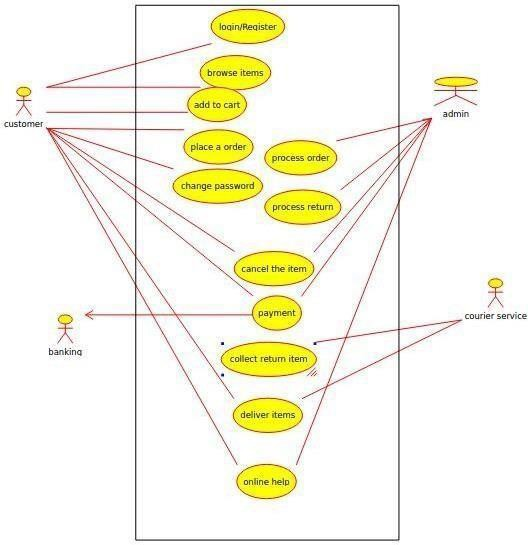 login/Register
browse items
add to cart
customer
admin
place a order
process order
change password
process return
cancel the item
payment
courier service
banking
collect return item
deliver items
online help